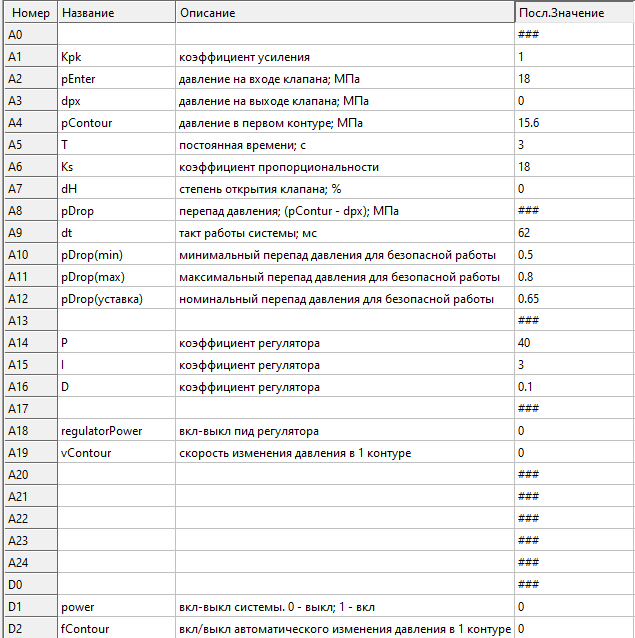 Номер Название Описание Посл.Значение
A0 ###
A1 Kpk коэффициент усиления 1
A2 pEnter давление на входе клапана; МПа 18
A3 dpx давление на выходе клапана; МПа 0
A4 pContour давление в первом контуре; МПа 15.6
A5 T постоянная времени; с 3
A6 Ks коэффициент пропорциональности 18
A7 dH степень открытия клапана; % 0
A8 pDrop перепад давления; (pContur - dpx); МПа ###
A9 dt такт работы системы; мс 62
A10 pDrop(min) минимальный перепад давления для безопасной работы 0.5
A11 pDrop(max) максимальный перепад давления для безопасной работы 0.8
A12 pDrop(уставка) номинальный перепад давления для безопасной работы 0.65
A13 ###
A14 P коэффициент регулятора 40
A15 I коэффициент регулятора 3
A16 D коэффициент регулятора 0.1
A17 ###
A18 regulatorPower вкл-выкл пид регулятора 0
A19 vContour скорость изменения давления в 1 контуре 0
A20 ###
A21 ###
A22 ###
A23 ###
A24 ###
D0 ###
D1 power вкл-выкл системы. 0 - выкл; 1 - вкл 0
D2 fContour вкл/выкл автоматического изменения давления в 1 контуре 0